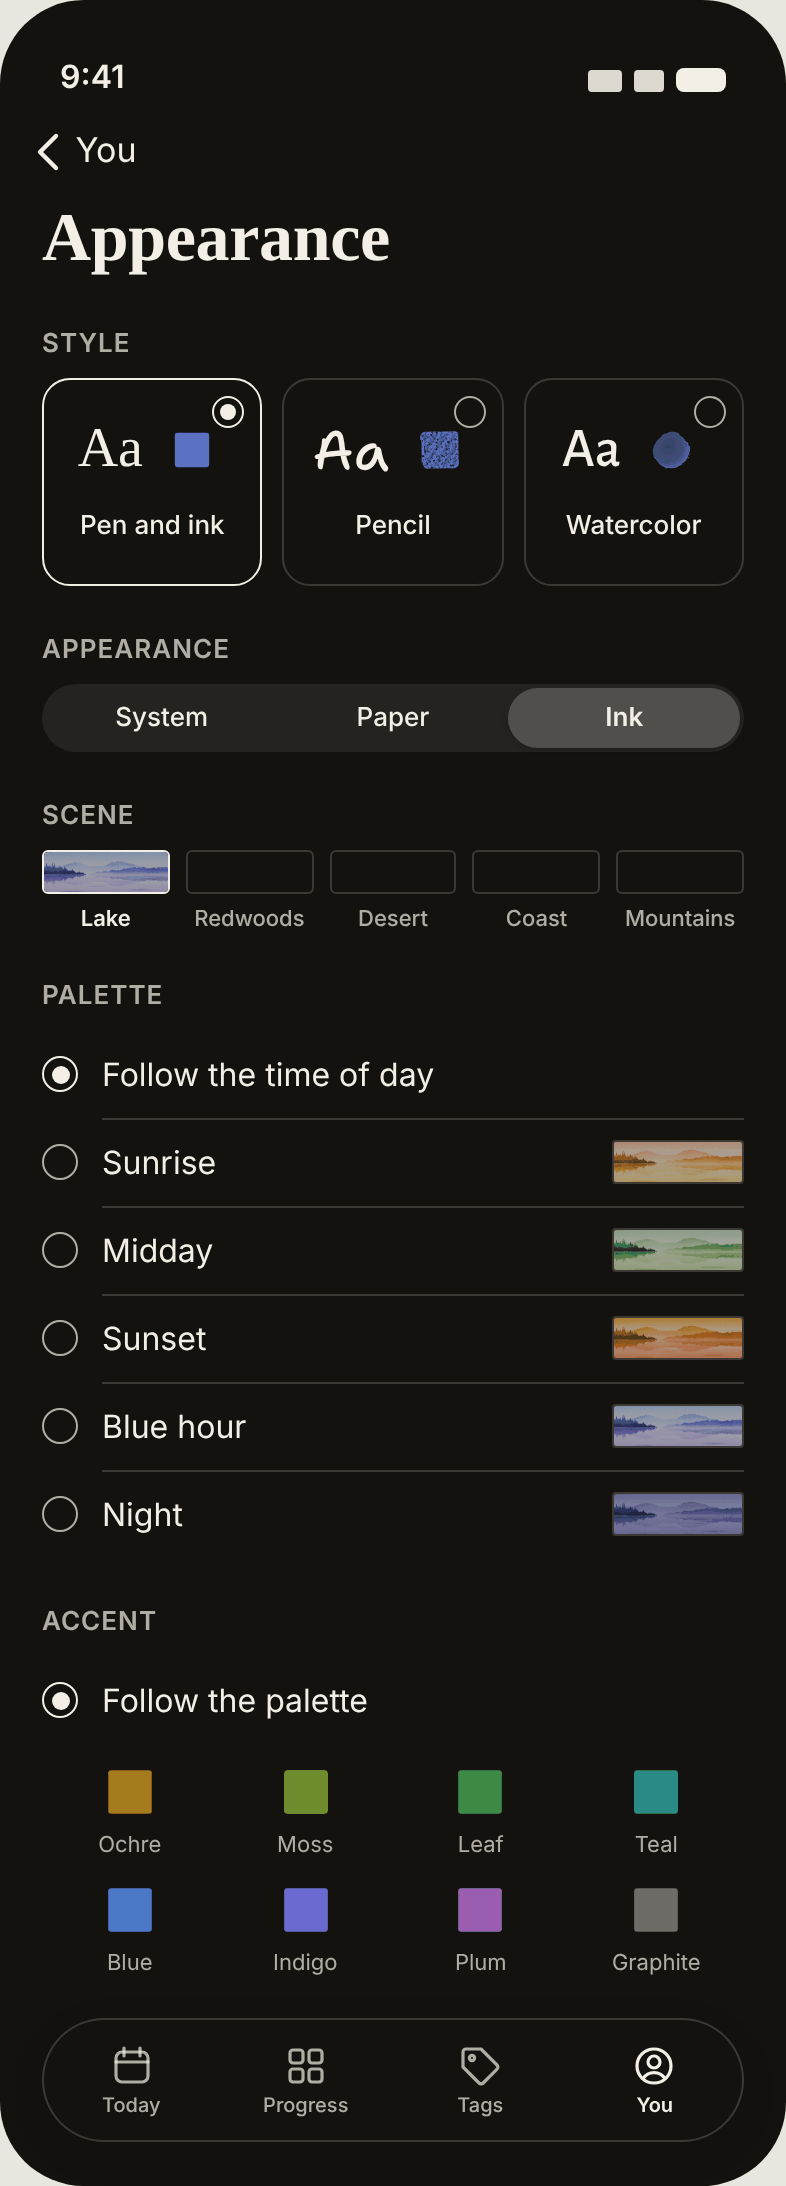 9:41
You
Appearance
STYLE
Aa Aa Aa
Pen and ink Pencil Watercolor
APPEARANCE
System Paper Ink
SCENE
Lake Redwoods Desert Coast Mountains
PALETTE
Follow the time of day
Sunrise
Midday
Sunset
Blue hour
Night
ACCENT
Follow the palette
Ochre Moss Leaf Teal
Blue Indigo Plum Graphite
Today Progress Tags You